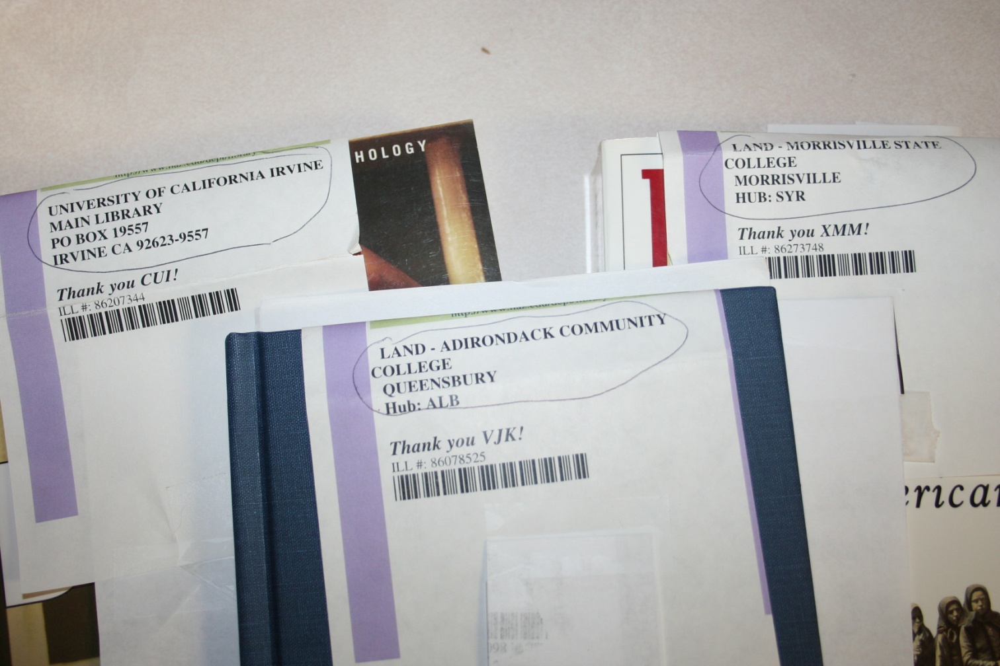 UNIVERSITY OF CALIFORNIA IRVINE
MAIN LIBRARY
PO BOX 19557
IRVINE CA 92623-9557
Thank you CUI!
ILL #: 86207344
HOLOGY
LAND - MORRISVILLE STATE
COLLEGE
MORRISVILLE
HUB: SYR
Thank you XMM!
ILL #: 86273748
1
LAND - ADIRONDACK COMMUNITY
COLLEGE
QUEENSBURY
Hub: ALB
Thank you VJK!
ILL #: 86078525
erican